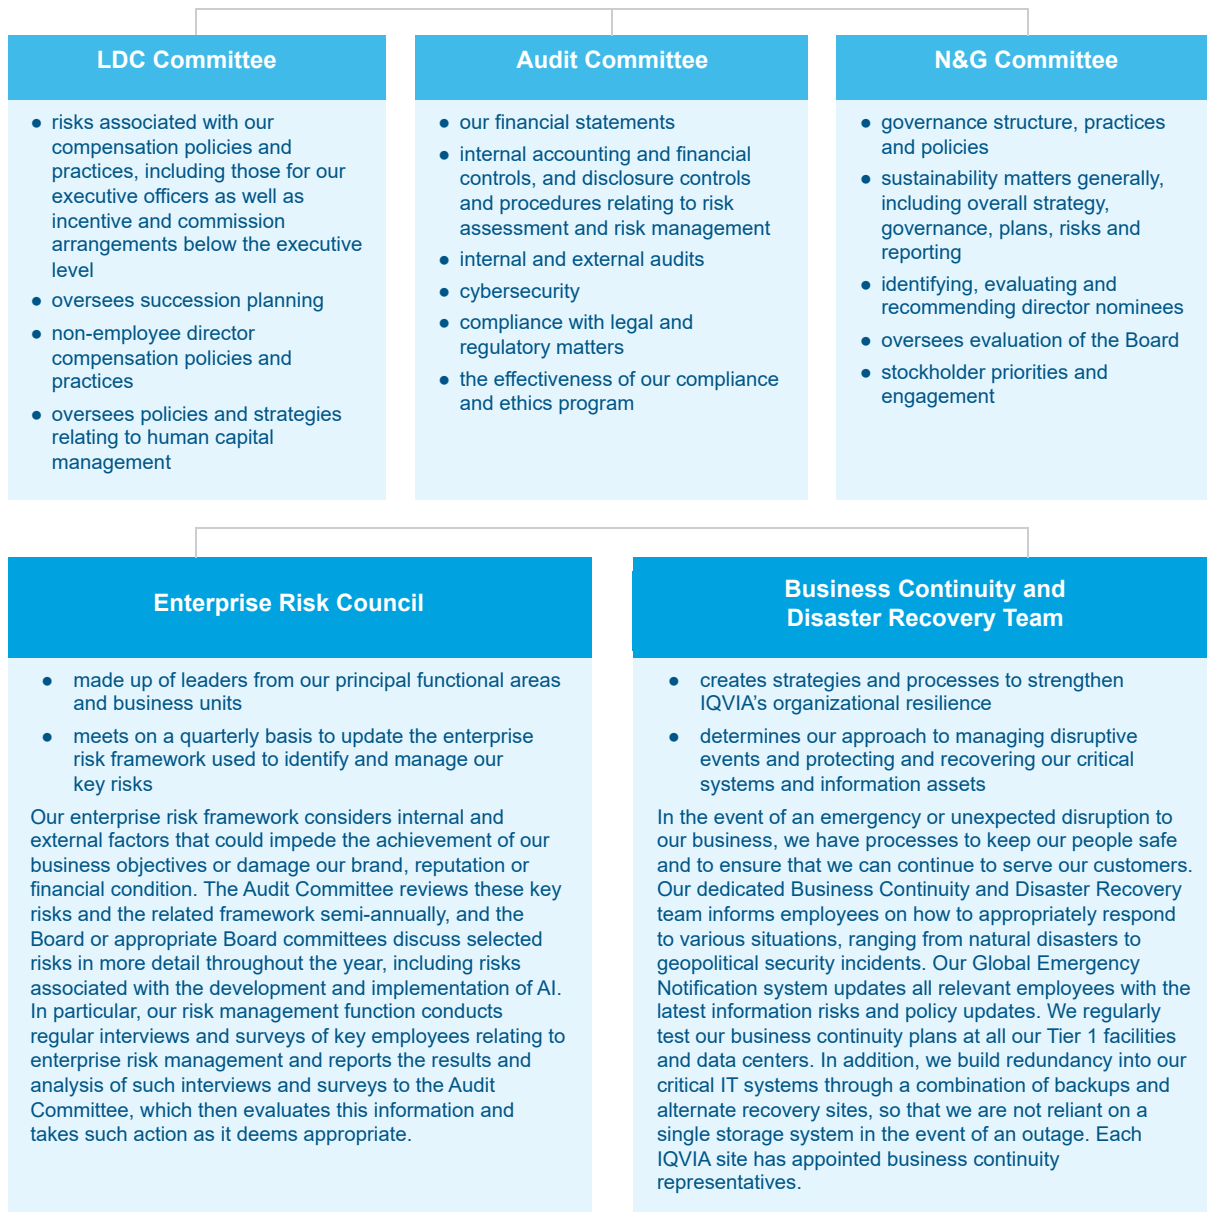 LDC Committee
● risks associated with our
compensation policies and
practices, including those for our
executive officers as well as
incentive and commission
arrangements below the executive
level
● oversees succession planning
● non-employee director
compensation policies and
practices
● oversees policies and strategies
relating to human capital
management
Audit Committee
● our financial statements
● internal accounting and financial
controls, and disclosure controls
and procedures relating to risk
assessment and risk management
● internal and external audits
● cybersecurity
● compliance with legal and
regulatory matters
● the effectiveness of our compliance
and ethics program
N&G Committee
● governance structure, practices
and policies
● sustainability matters generally,
including overall strategy,
governance, plans, risks and
reporting
● identifying, evaluating and
recommending director nominees
● oversees evaluation of the Board
● stockholder priorities and
engagement
Enterprise Risk Council
● made up of leaders from our principal functional areas
and business units
● meets on a quarterly basis to update the enterprise
risk framework used to identify and manage our
key risks
Our enterprise risk framework considers internal and
external factors that could impede the achievement of our
business objectives or damage our brand, reputation or
financial condition. The Audit Committee reviews these key
risks and the related framework semi-annually, and the
Board or appropriate Board committees discuss selected
risks in more detail throughout the year, including risks
associated with the development and implementation of AI.
In particular, our risk management function conducts
regular interviews and surveys of key employees relating to
enterprise risk management and reports the results and
analysis of such interviews and surveys to the Audit
Committee, which then evaluates this information and
takes such action as it deems appropriate.
Business Continuity and
Disaster Recovery Team
● creates strategies and processes to strengthen
IQVIA’s organizational resilience
● determines our approach to managing disruptive
events and protecting and recovering our critical
systems and information assets
In the event of an emergency or unexpected disruption to
our business, we have processes to keep our people safe
and to ensure that we can continue to serve our customers.
Our dedicated Business Continuity and Disaster Recovery
team informs employees on how to appropriately respond
to various situations, ranging from natural disasters to
geopolitical security incidents. Our Global Emergency
Notification system updates all relevant employees with the
latest information risks and policy updates. We regularly
test our business continuity plans at all our Tier 1 facilities
and data centers. In addition, we build redundancy into our
critical IT systems through a combination of backups and
alternate recovery sites, so that we are not reliant on a
single storage system in the event of an outage. Each
IQVIA site has appointed business continuity
representatives.